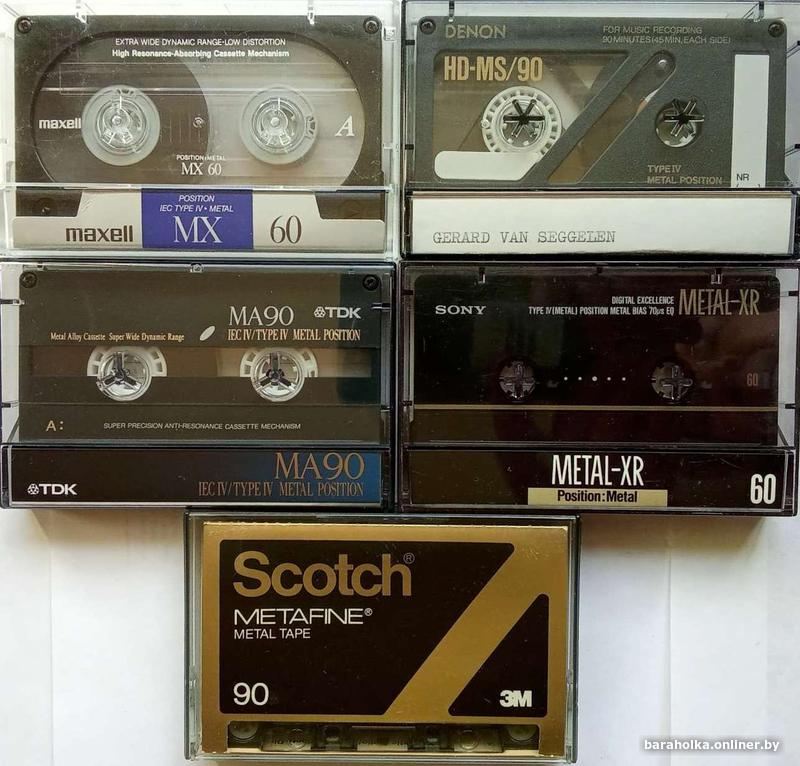 EXTRA WIDE DYNAMIC RANGE-LOW DISTORTION
High Resonance-Absorbing Cassette Mechanism
maxell
A
POSITION•METAL
MX 60
POSITION
IEC TYPE IV • METAL
maxell MX 60
DENON
FOR MUSIC RECORDING
90 MINUTES (45 MIN. EACH SIDE)
HD-MS/90
TYPE IV
METAL POSITION
NR
GERARD VAN SEGGELEN
MA90 TDK
Metal Alloy Cassette Super Wide Dynamic Range
IEC IV/TYPE IV METAL POSITION
A:
SUPER PRECISION ANTI-RESONANCE CASSETTE MECHANISM
TDK
MA90
IEC IV/TYPE IV METAL POSITION
SONY
DIGITAL EXCELLENCE METAL-XR
TYPE IV (METAL) POSITION METAL BIAS 70µs EQ
60
METAL-XR
Position:Metal
60
Scotch®
METAFINE®
METAL TAPE
90
3M
baraholka.onliner.by